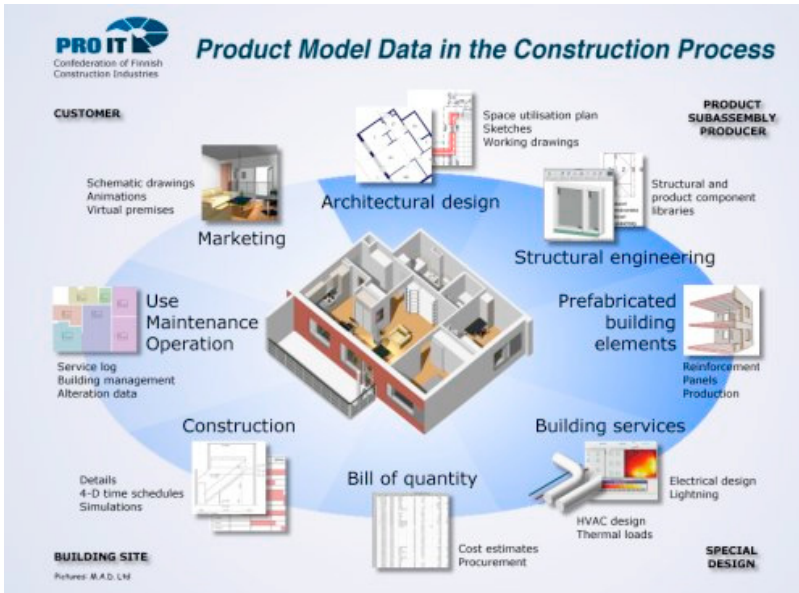 PRO IT
Confederation of Finnish
Construction Industries
Product Model Data in the Construction Process
CUSTOMER
PRODUCT
SUBASSEMBLY
PRODUCER
Space utilisation plan
Sketches
Working drawings
Architectural design
Schematic drawings
Animations
Virtual premises
Marketing
Structural and
product component
libraries
Structural engineering
Use
Maintenance
Operation
Service log
Building management
Alteration data
Prefabricated
building
elements
Reinforcement
Panels
Production
Construction
Details
4-D time schedules
Simulations
Bill of quantity
Cost estimates
Procurement
Building services
Electrical design
Lightning
HVAC design
Thermal loads
BUILDING SITE
SPECIAL
DESIGN
Pictures: M.A.D. Ltd